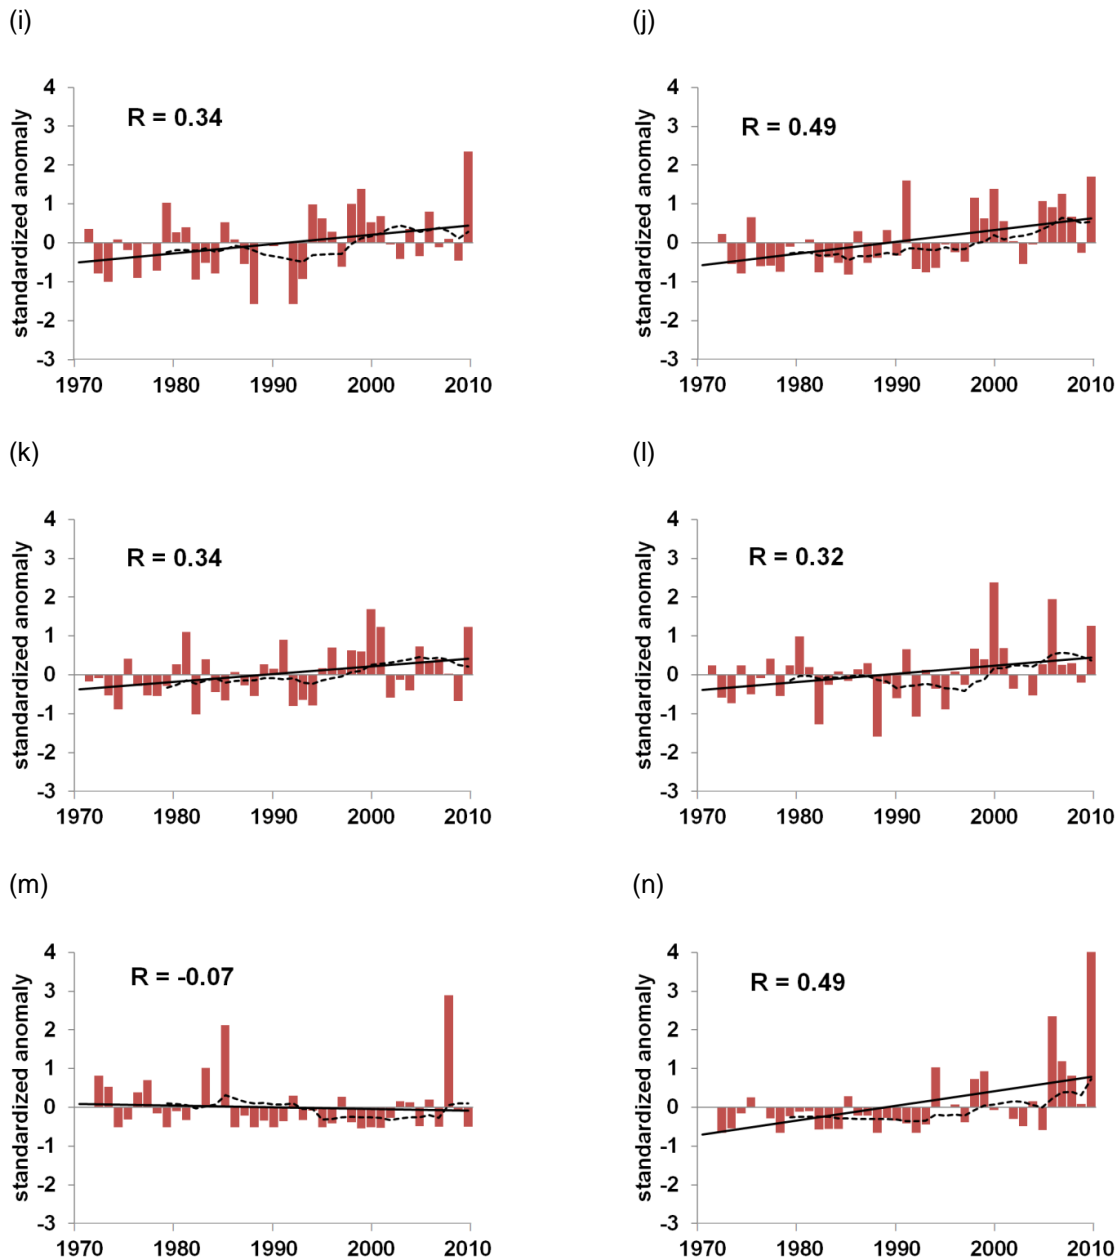 (i)
standardized anomaly
4
3
2
1
0
-1
-2
-3
R = 0.34
1970 1980 1990 2000 2010
(j)
standardized anomaly
4
3
2
1
0
-1
-2
-3
R = 0.49
1970 1980 1990 2000 2010
(k)
standardized anomaly
4
3
2
1
0
-1
-2
-3
R = 0.34
1970 1980 1990 2000 2010
(l)
standardized anomaly
4
3
2
1
0
-1
-2
-3
R = 0.32
1970 1980 1990 2000 2010
(m)
standardized anomaly
4
3
2
1
0
-1
-2
-3
R = -0.07
1970 1980 1990 2000 2010
(n)
standardized anomaly
4
3
2
1
0
-1
-2
-3
R = 0.49
1970 1980 1990 2000 2010